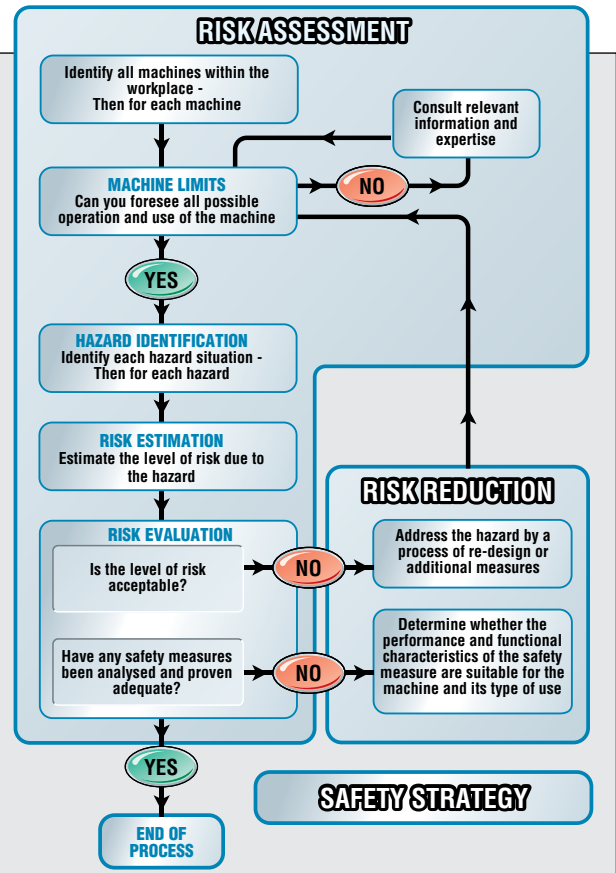 RISK ASSESSMENT
Identify all machines within the
workplace -
Then for each machine
Consult relevant
information and
expertise
MACHINE LIMITS
Can you foresee all possible
operation and use of the machine
NO
YES
HAZARD IDENTIFICATION
Identify each hazard situation -
Then for each hazard
RISK ESTIMATION
Estimate the level of risk due to
the hazard
RISK EVALUATION
Is the level of risk
acceptable?
NO
RISK REDUCTION
Address the hazard by a
process of re-design or
additional measures
Have any safety measures
been analysed and proven
adequate?
NO
Determine whether the
performance and functional
characteristics of the safety
measure are suitable for the
machine and its type of use
YES
END OF
PROCESS
SAFETY STRATEGY